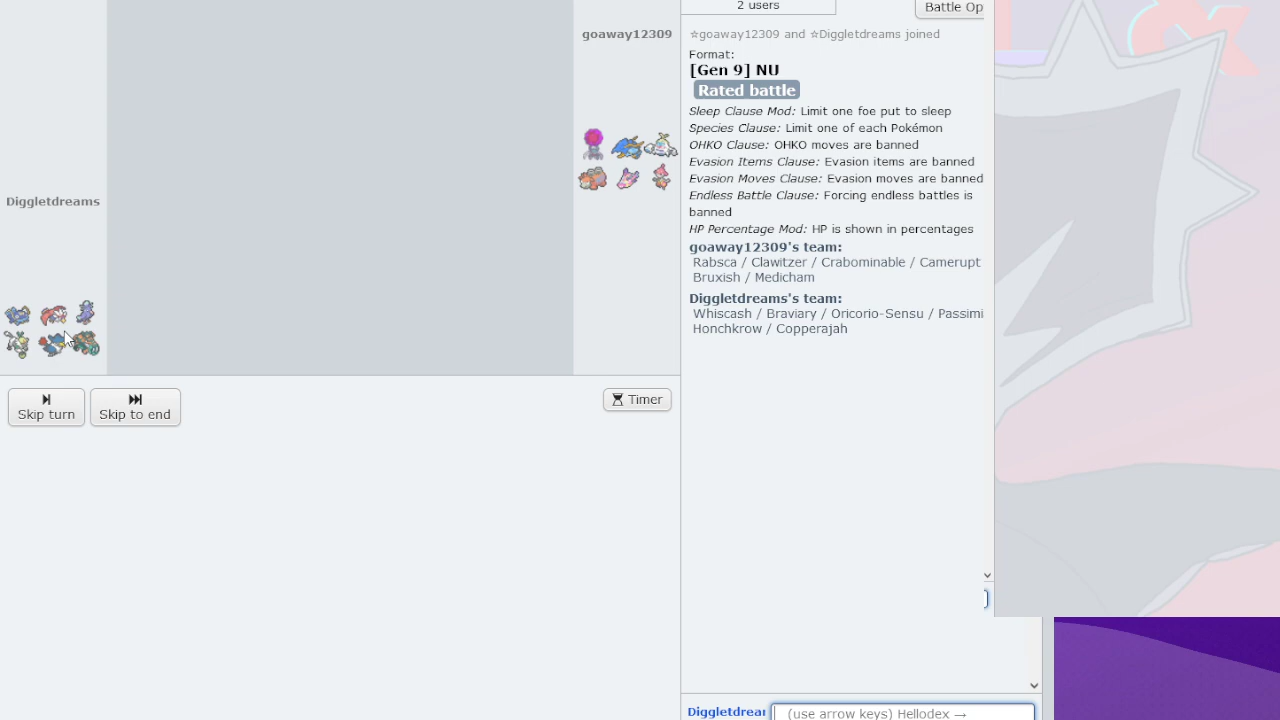 2 users
Battle Op
goaway12309
☆goaway12309 and ☆Diggletdreams joined
Format:
[Gen 9] NU
Rated battle
Sleep Clause Mod: Limit one foe put to sleep
Species Clause: Limit one of each Pokémon
OHKO Clause: OHKO moves are banned
Evasion Items Clause: Evasion items are banned
Evasion Moves Clause: Evasion moves are banned
Endless Battle Clause: Forcing endless battles is
banned
HP Percentage Mod: HP is shown in percentages
goaway12309's team:
Rabsca / Clawitzer / Crabominable / Camerupt
Bruxish / Medicham
Diggletdreams's team:
Whiscash / Braviary / Oricorio-Sensu / Passimi
Honchkrow / Copperajah
Diggletdreams
Skip turn
Skip to end
Timer
Diggletdrear
(use arrow keys) Hellodex →